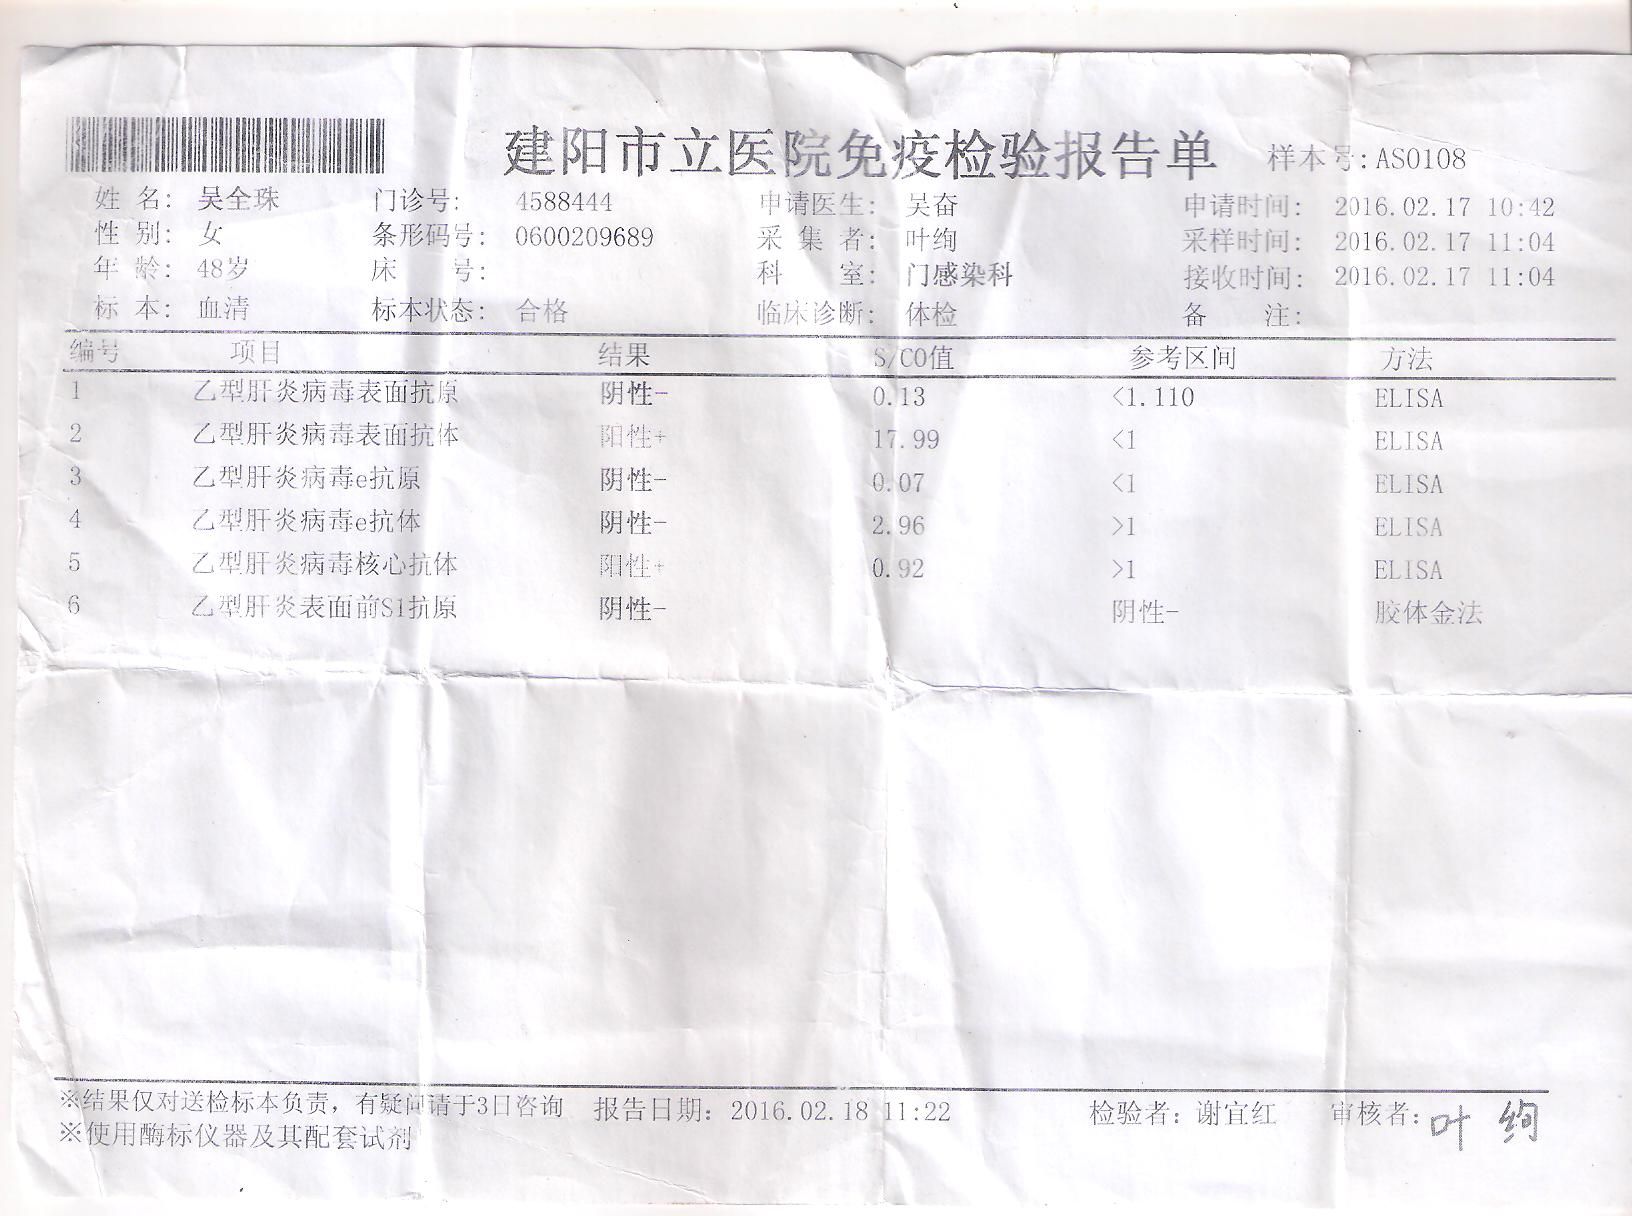 建阳市立医院免疫检验报告单 样本号:AS0108
姓 名: 吴全珠 门诊号: 4588444 申请医生: 吴奋 申请时间: 2016.02.17 10:42
性 别: 女 条形码号: 0600209689 采 集 者: 叶绚 采样时间: 2016.02.17 11:04
年 龄: 48岁 床 号: 科 室: 门感染科 接收时间: 2016.02.17 11:04
标 本: 血清 标本状态: 合格 临床诊断: 体检 备 注:
编号 项目 结果 S/CO值 参考区间 方法
1 乙型肝炎病毒表面抗原 阴性- 0.13 <1.110 ELISA
2 乙型肝炎病毒表面抗体 阳性+ 17.99 <1 ELISA
3 乙型肝炎病毒e抗原 阴性- 0.07 <1 ELISA
4 乙型肝炎病毒e抗体 阴性- 2.96 >1 ELISA
5 乙型肝炎病毒核心抗体 阳性+ 0.92 >1 ELISA
6 乙型肝炎表面前S1抗原 阴性- 阴性- 胶体金法
※结果仅对送检标本负责，有疑问请于3日咨询 报告日期: 2016.02.18 11:22 检验者: 谢宜红 审核者: 叶绚
※使用酶标仪器及其配套试剂